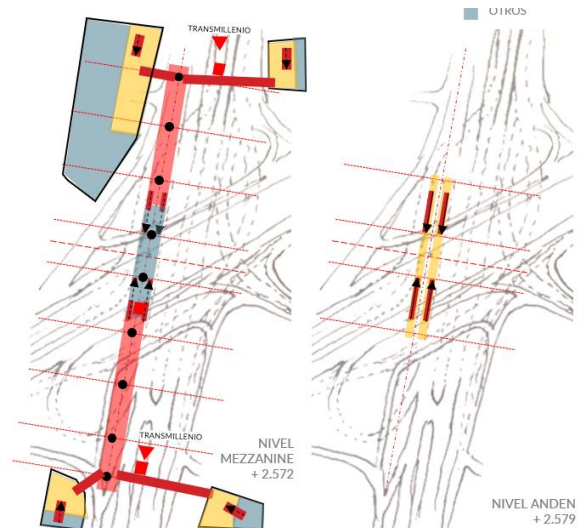 OTROS
TRANSMILLENIO
TRANSMILLENIO
NIVEL
MEZZANINE
+ 2.572
NIVEL ANDEN
+ 2.579